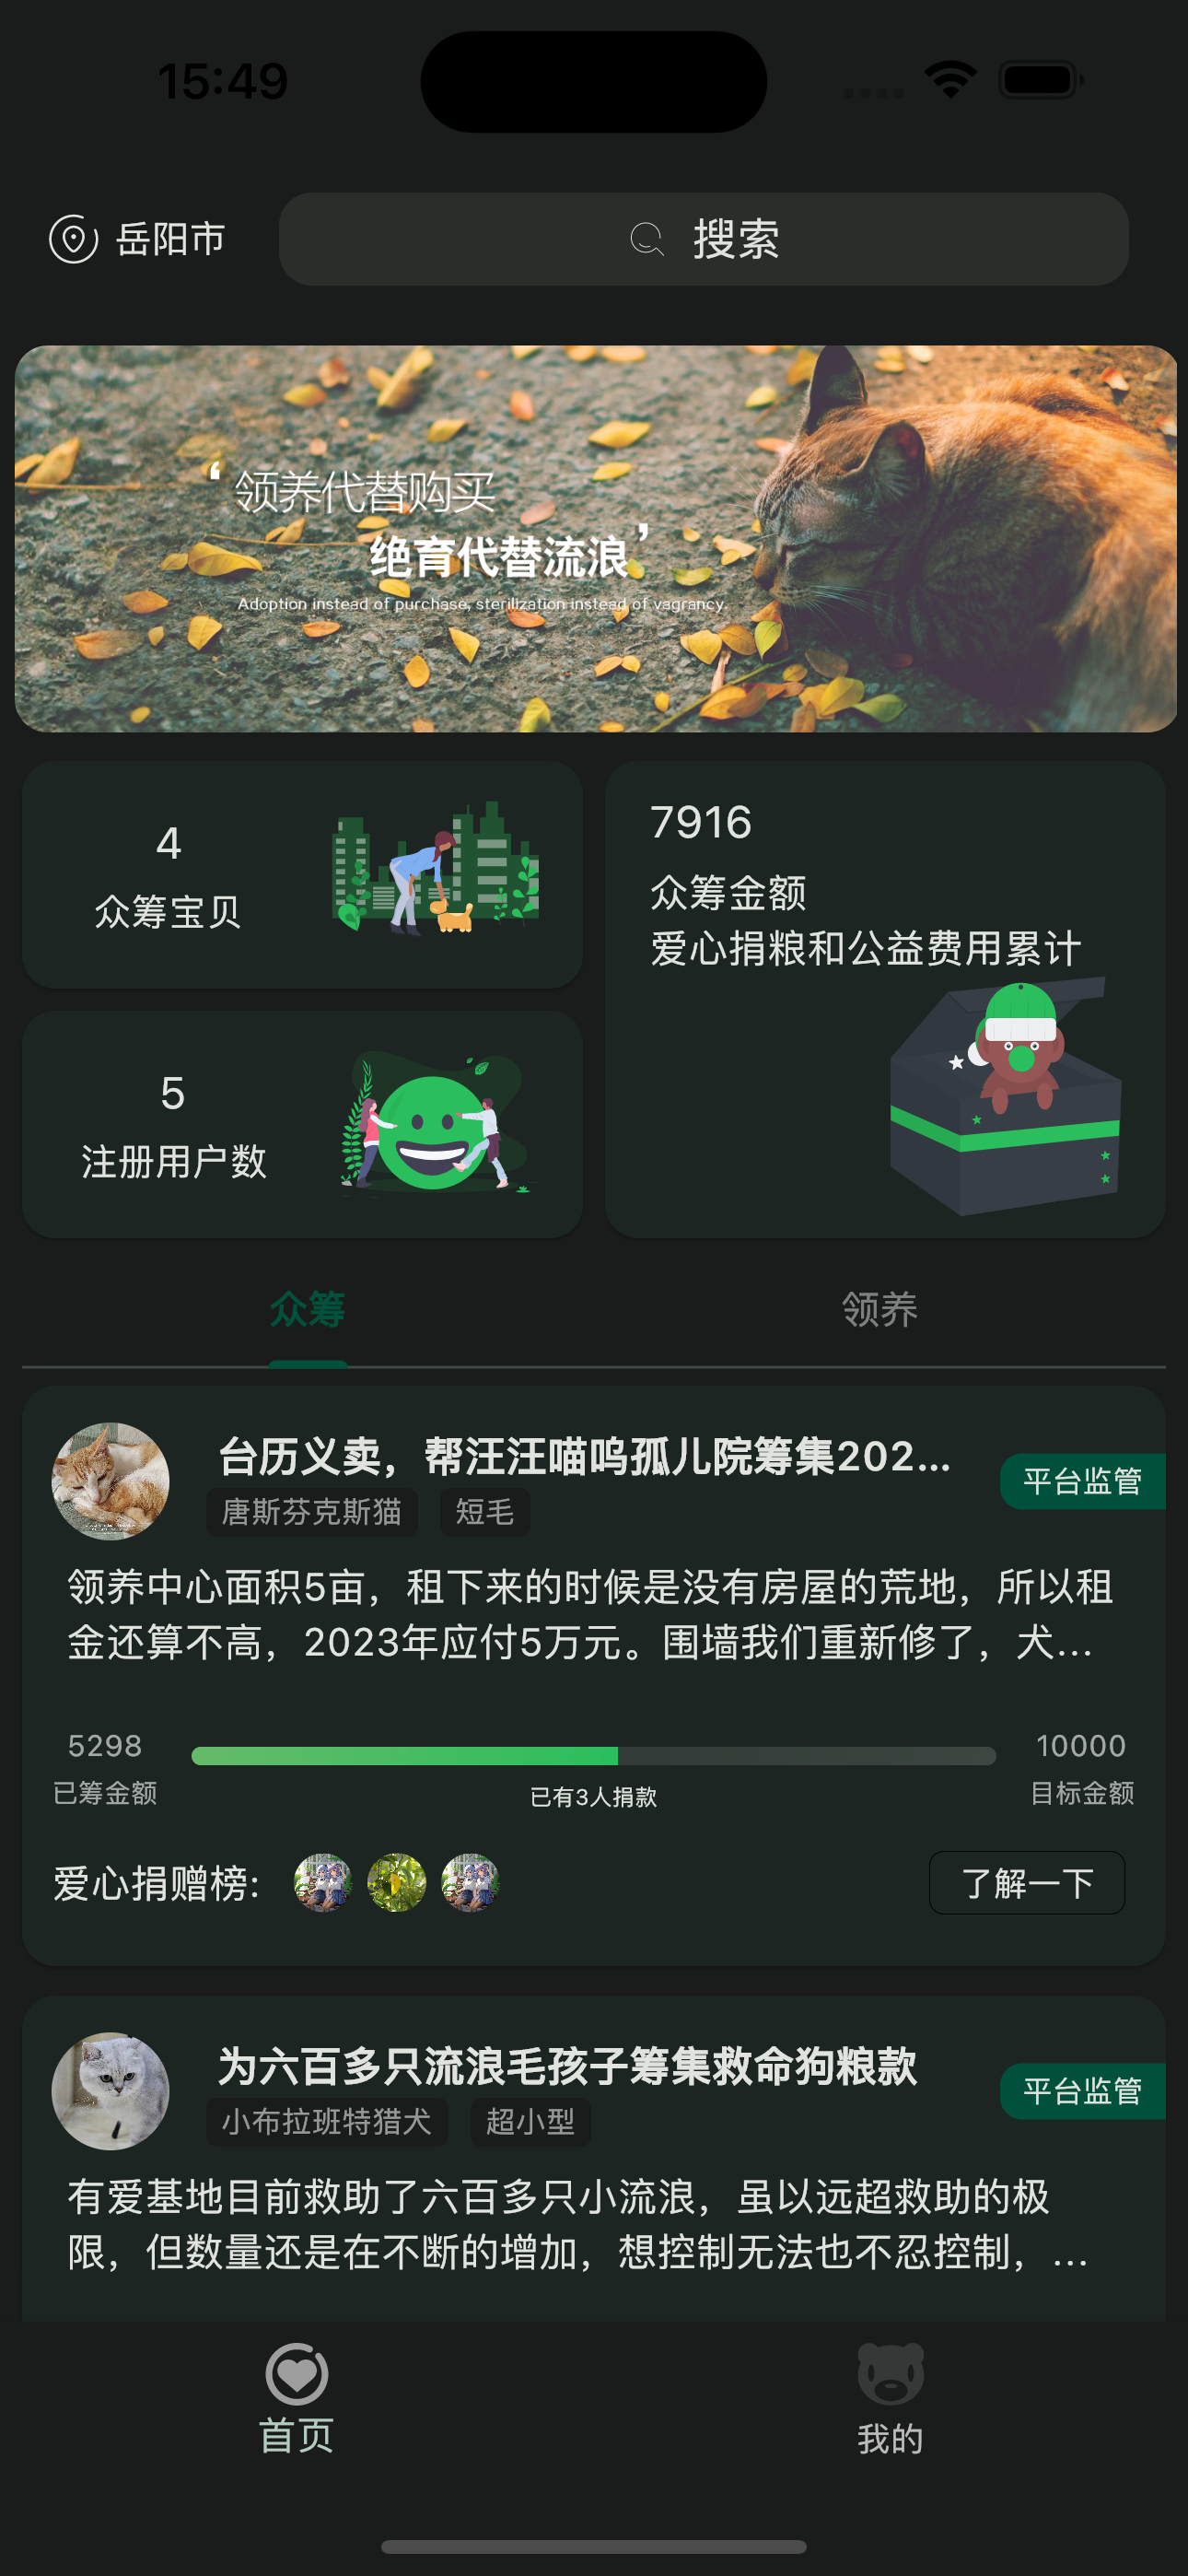 15:49
岳阳市
搜索
‘ 领养代替购买
绝育代替流浪 ’
Adoption instead of purchase, sterilization instead of vagrancy.
4
众筹宝贝
7916
众筹金额
爱心捐粮和公益费用累计
5
注册用户数
众筹
领养
台历义卖，帮汪汪喵呜孤儿院筹集202...
平台监管
唐斯芬克斯猫
短毛
领养中心面积5亩，租下来的时候是没有房屋的荒地，所以租
金还算不高，2023年应付5万元。围墙我们重新修了，犬...
5298
10000
已筹金额
已有3人捐款
目标金额
爱心捐赠榜:
了解一下
为六百多只流浪毛孩子筹集救命狗粮款
平台监管
小布拉班特猎犬
超小型
有爱基地目前救助了六百多只小流浪，虽以远超救助的极
限，但数量还是在不断的增加，想控制无法也不忍控制，...
首页
我的